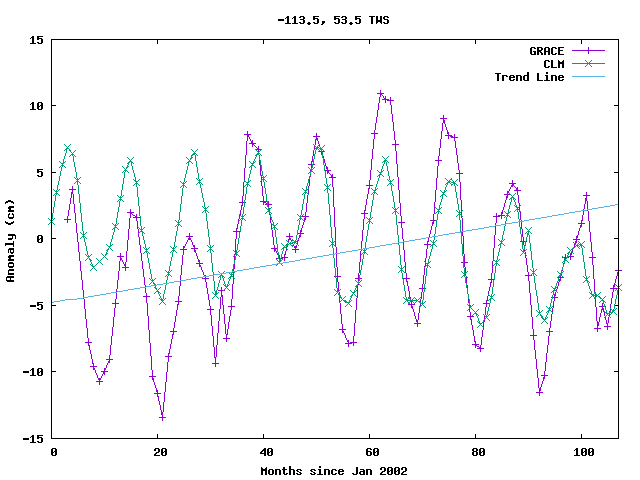 -113.5, 53.5 TWS
GRACE
CLM
Trend Line
15
10
5
0
-5
-10
-15
Anomaly (cm)
0 20 40 60 80 100
Months since Jan 2002